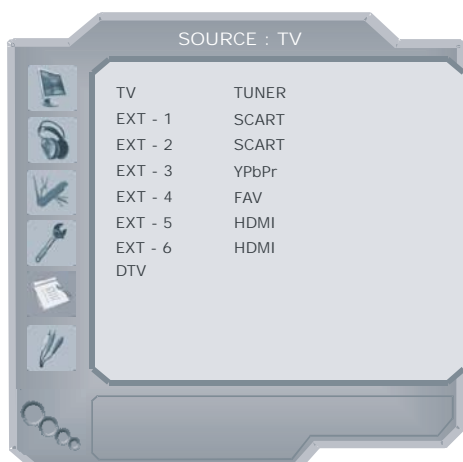 SOURCE : TV
TV TUNER
EXT - 1 SCART
EXT - 2 SCART
EXT - 3 YPbPr
EXT - 4 FAV
EXT - 5 HDMI
EXT - 6 HDMI
DTV